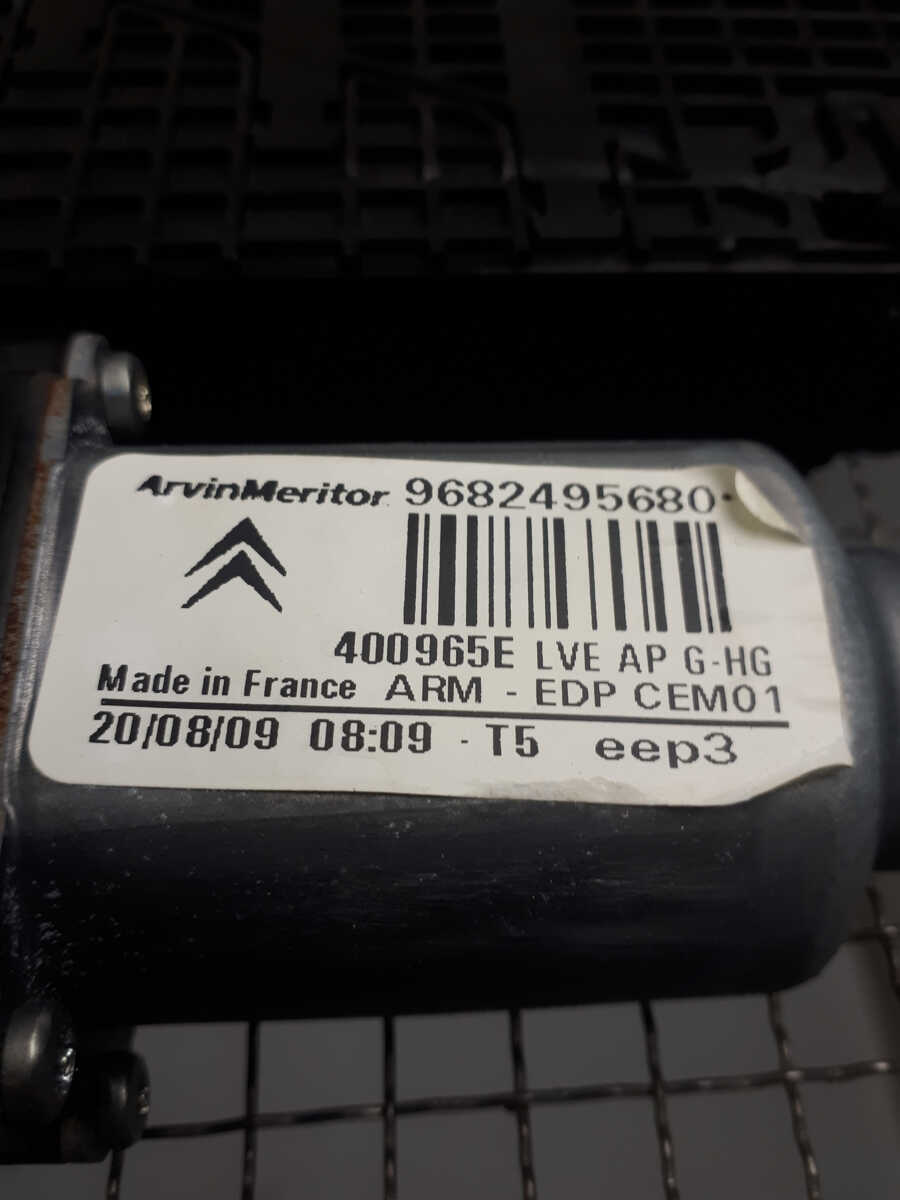 ArvinMeritor 9682495680
400965E LVE AP G-HG
Made in France ARM - EDP CEM01
20/08/09 08:09 - T5 eep3